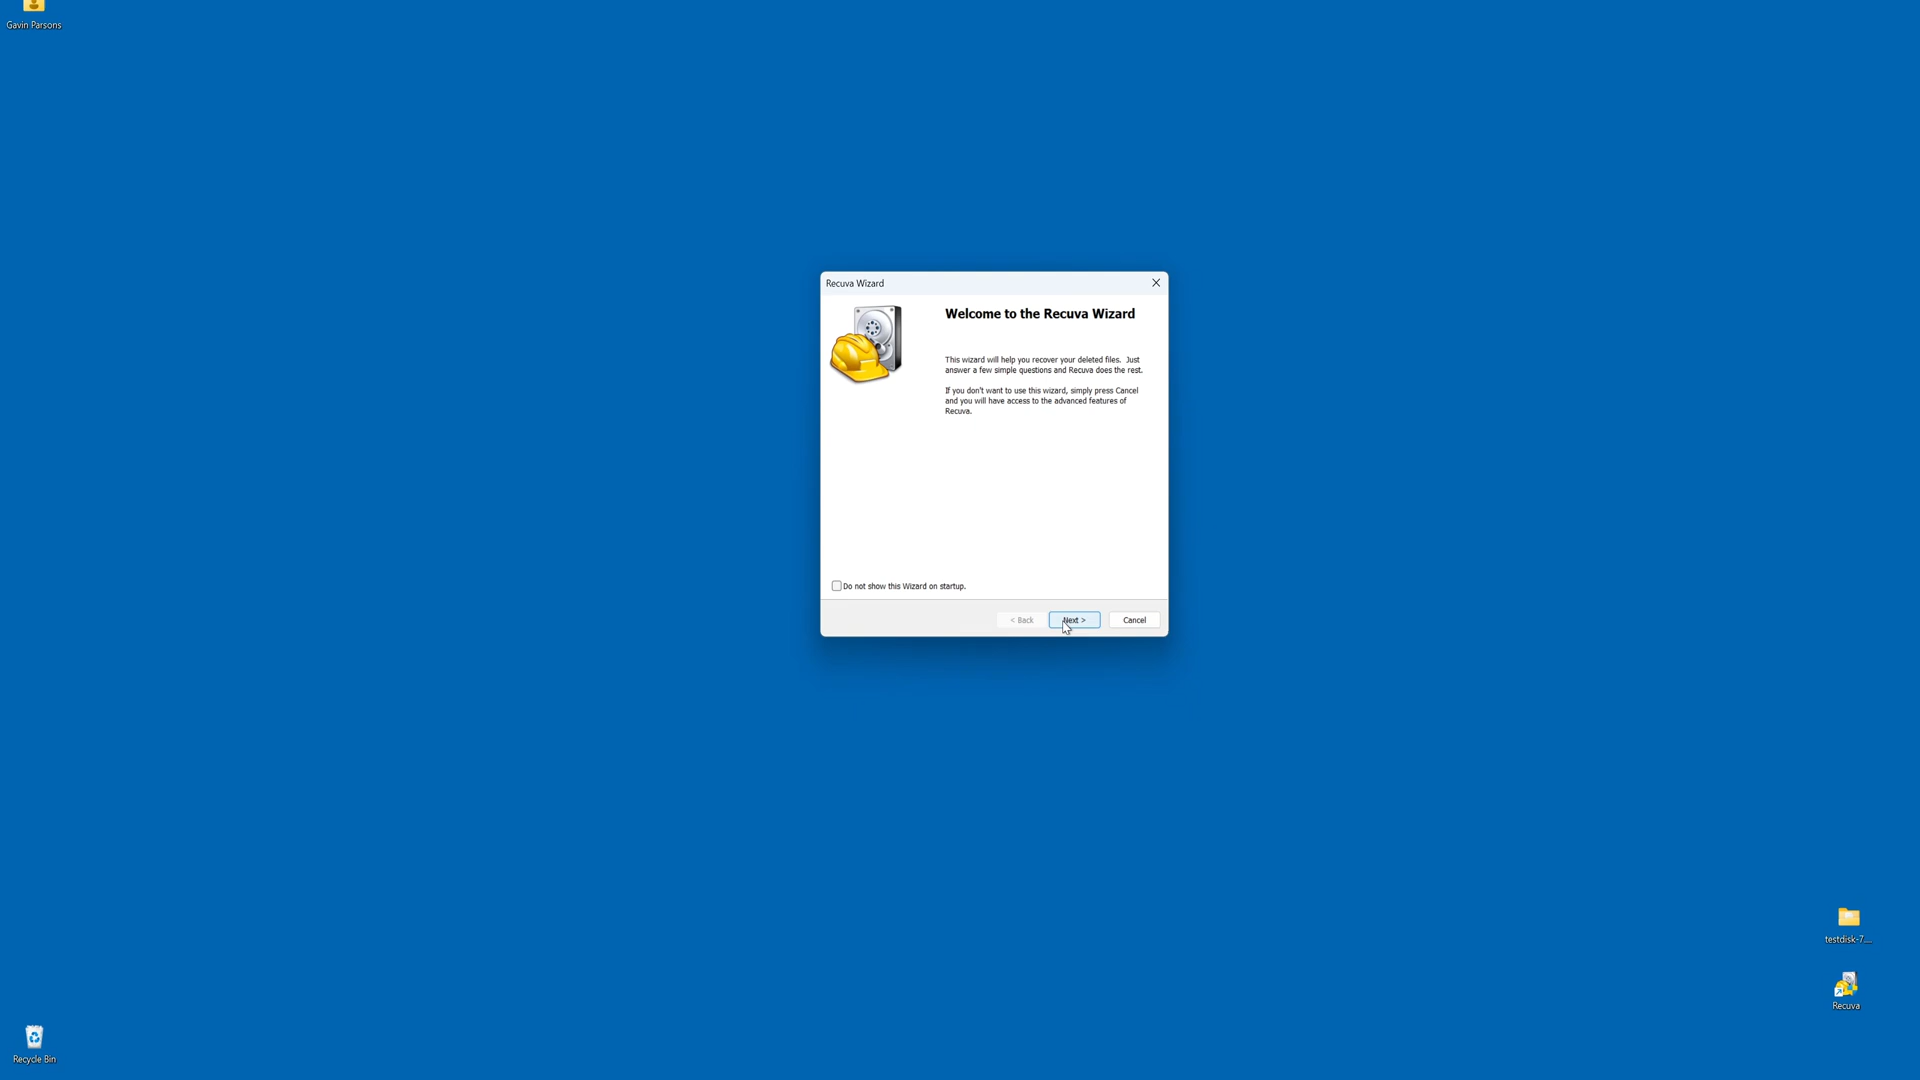 Gavin Parsons
Recuva Wizard
Welcome to the Recuva Wizard
This wizard will help you recover your deleted files. Just
answer a few simple questions and Recuva does the rest.
If you don't want to use this wizard, simply press Cancel
and you will have access to the advanced features of
Recuva.
Do not show this Wizard on startup.
< Back
Next >
Cancel
testdisk-7....
Recuva
Recycle Bin